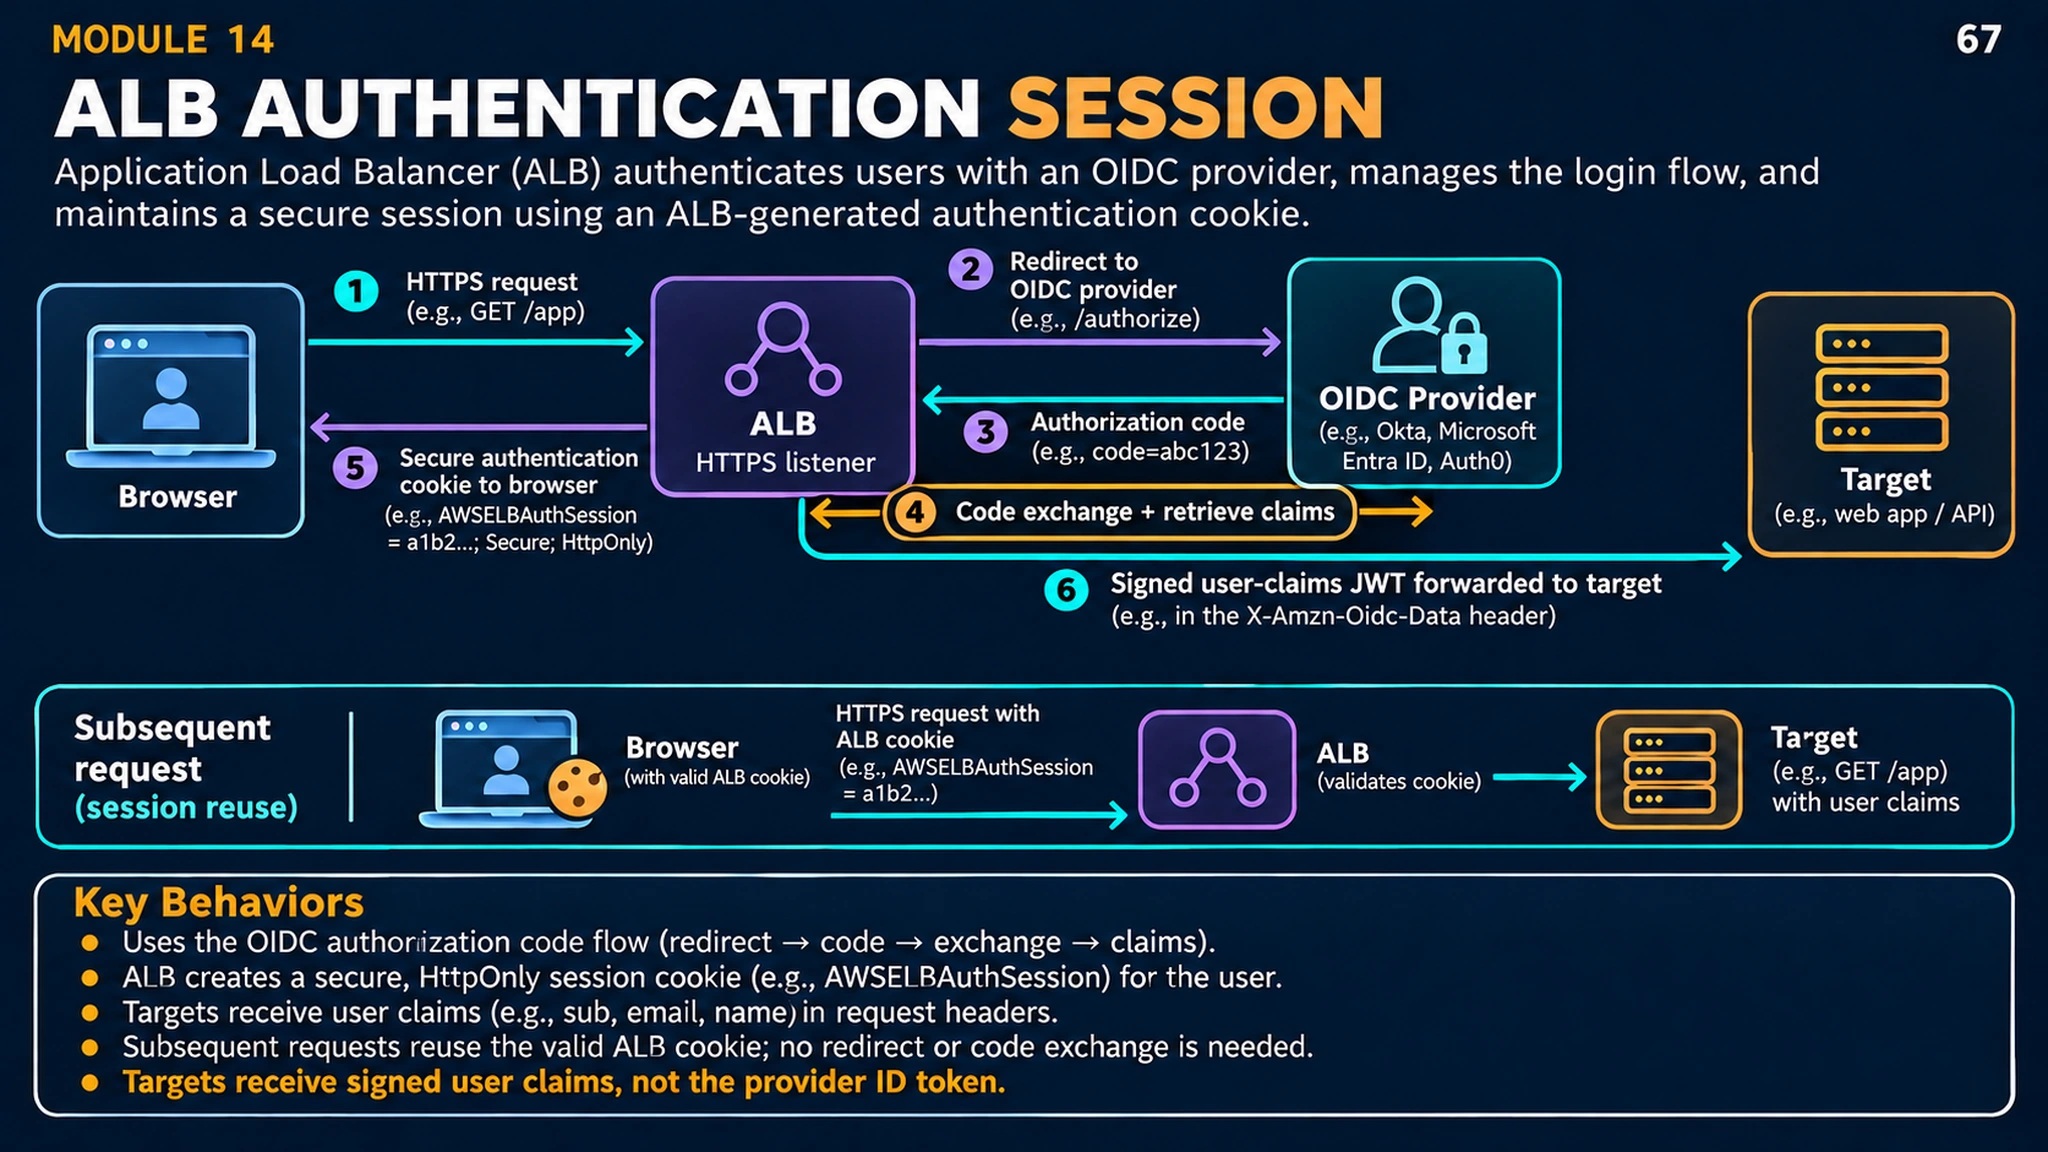 MODULE 14
67
ALB AUTHENTICATION SESSION
Application Load Balancer (ALB) authenticates users with an OIDC provider, manages the login flow, and
maintains a secure session using an ALB-generated authentication cookie.
1
HTTPS request
(e.g., GET /app)
2
Redirect to
OIDC provider
(e.g., /authorize)
Browser
ALB
HTTPS listener
3
Authorization code
(e.g., code=abc123)
OIDC Provider
(e.g., Okta, Microsoft
Entra ID, Auth0)
Target
(e.g., web app / API)
5
Secure authentication
cookie to browser
(e.g., AWSELBAuthSession
= a1b2...; Secure; HttpOnly)
4
Code exchange + retrieve claims
6
Signed user-claims JWT forwarded to target
(e.g., in the X-Amzn-Oidc-Data header)
Subsequent
request
(session reuse)
Browser
(with valid ALB cookie)
HTTPS request with
ALB cookie
(e.g., AWSELBAuthSession
= a1b2...)
ALB
(validates cookie)
Target
(e.g., GET /app)
with user claims
Key Behaviors
● Uses the OIDC authorization code flow (redirect → code → exchange → claims).
● ALB creates a secure, HttpOnly session cookie (e.g., AWSELBAuthSession) for the user.
● Targets receive user claims (e.g., sub, email, name) in request headers.
● Subsequent requests reuse the valid ALB cookie; no redirect or code exchange is needed.
● Targets receive signed user claims, not the provider ID token.